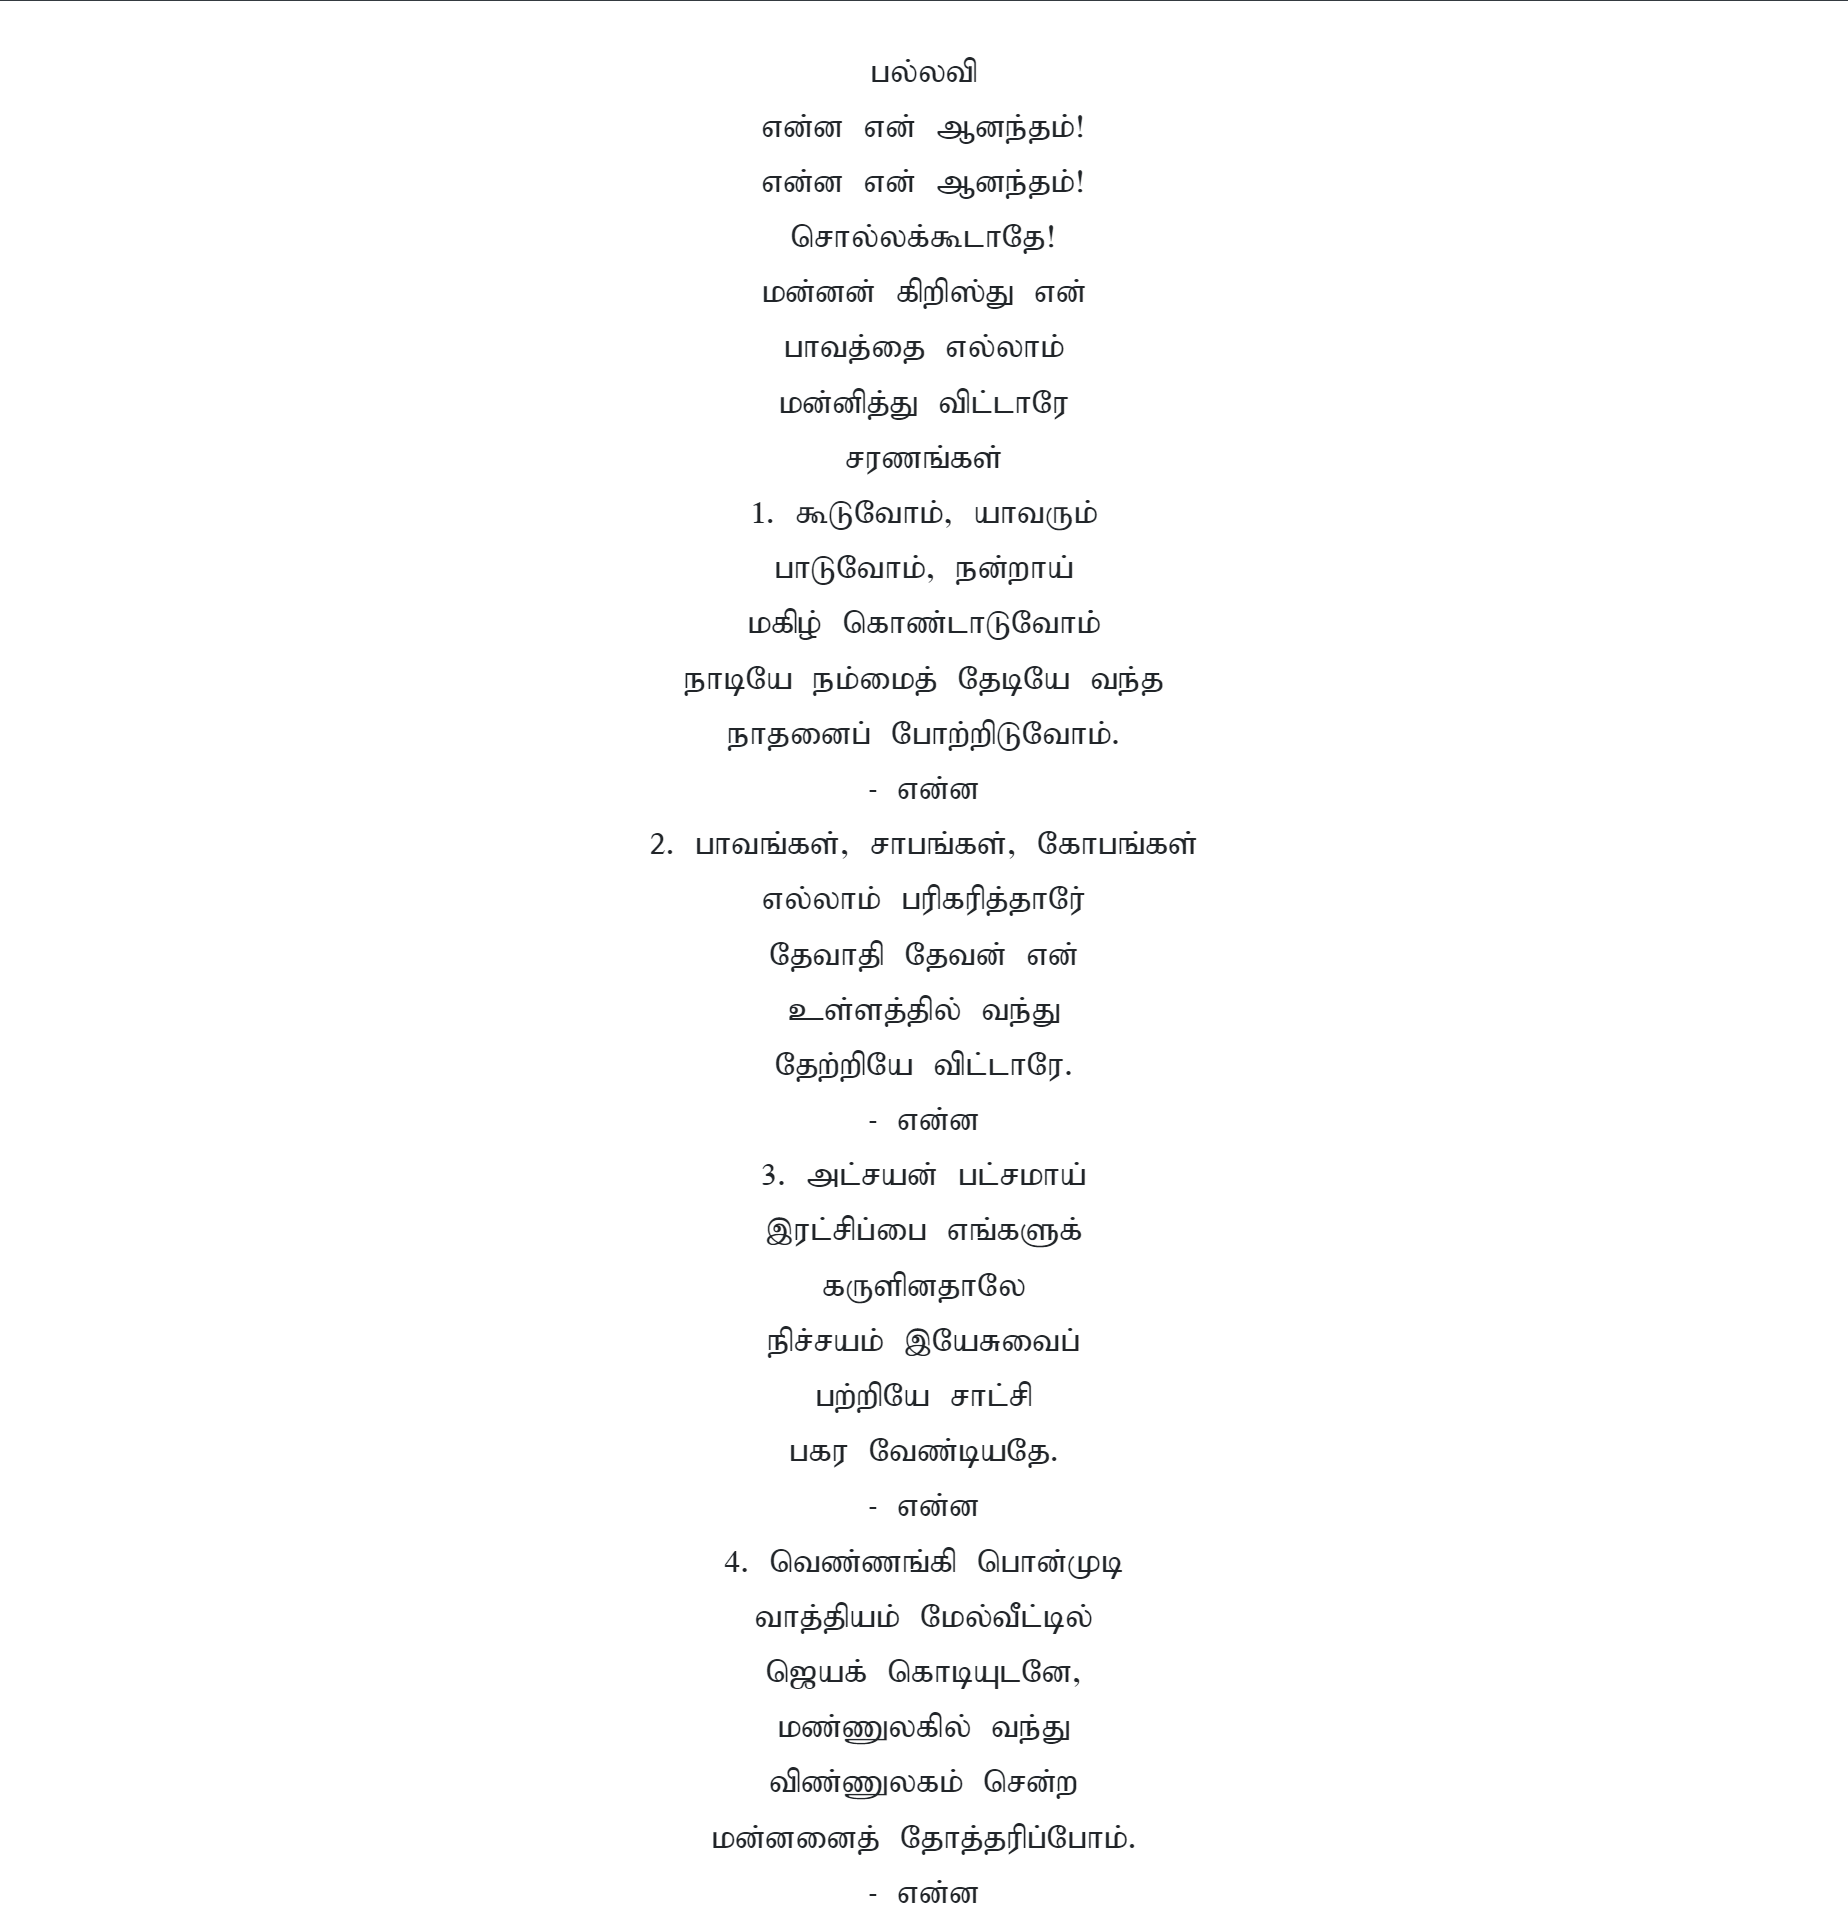 பல்லவி
என்ன என் ஆனந்தம்!
என்ன என் ஆனந்தம்!
சொல்லக்கூடாதே!
மன்னன் கிறிஸ்து என்
பாவத்தை எல்லாம்
மன்னித்து விட்டாரே
சரணங்கள்
1. கூடுவோம், யாவரும்
பாடுவோம், நன்றாய்
மகிழ் கொண்டாடுவோம்
நாடியே நம்மைத் தேடியே வந்த
நாதனைப் போற்றிடுவோம்.
- என்ன
2. பாவங்கள், சாபங்கள், கோபங்கள்
எல்லாம் பரிகரித்தாரே்
தேவாதி தேவன் என்
உள்ளத்தில் வந்து
தேற்றியே விட்டாரே.
- என்ன
3. அட்சயன் பட்சமாய்
இரட்சிப்பை எங்களுக்
கருளினதாலே
நிச்சயம் இயேசுவைப்
பற்றியே சாட்சி
பகர வேண்டியதே.
- என்ன
4. வெண்ணங்கி பொன்முடி
வாத்தியம் மேல்வீட்டில்
ஜெயக் கொடியுடனே,
மண்ணுலகில் வந்து
விண்ணுலகம் சென்ற
மன்னனைத் தோத்தரிப்போம்.
- என்ன